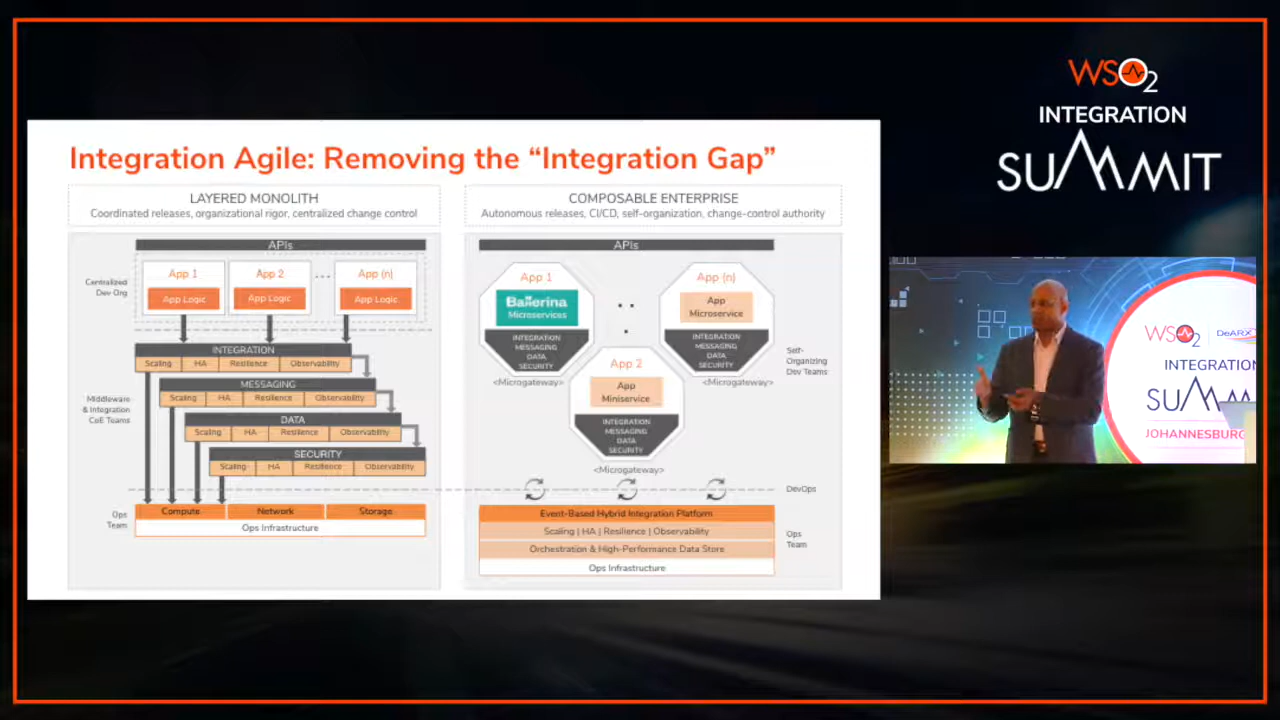 WSO2
INTEGRATION
SUMMIT
Integration Agile: Removing the “Integration Gap”
LAYERED MONOLITH
Coordinated releases, organizational rigor, centralized change control
APIs
Centralized
Dev Org
App 1
App 2
App (n)
App Logic
App Logic
App Logic
INTEGRATION
Scaling HA Resilience Observability
MESSAGING
Scaling HA Resilience Observability
Middleware
& Integration
CoE Teams
DATA
Scaling HA Resilience Observability
SECURITY
Scaling HA Resilience Observability
Ops
Team
Compute Network Storage
Ops Infrastructure
COMPOSABLE ENTERPRISE
Autonomous releases, CI/CD, self-organization, change-control authority
APIs
App 1
Ballerina
Microservices
INTEGRATION
MESSAGING
DATA
SECURITY
<Microgateway>
App (n)
App
Microservice
INTEGRATION
MESSAGING
DATA
SECURITY
<Microgateway>
App 2
App
Miniservice
INTEGRATION
MESSAGING
DATA
SECURITY
<Microgateway>
Self-
Organizing
Dev Teams
DevOps
Event-Based Hybrid Integration Platform
Scaling | HA | Resilience | Observability
Orchestration & High-Performance Data Store
Ops Infrastructure
Ops
Team
WSO2 DeARX
INTEGRATION
SUMM
JOHANNESBURG